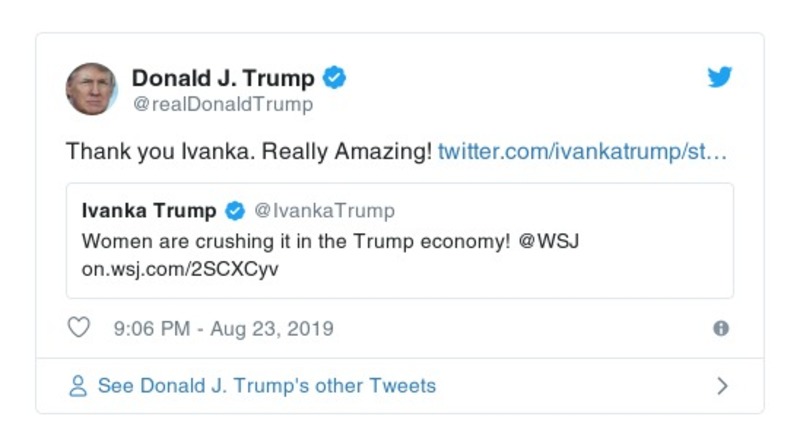 Donald J. Trump
@realDonaldTrump
Thank you Ivanka. Really Amazing! twitter.com/ivankatrump/st…
Ivanka Trump @IvankaTrump
Women are crushing it in the Trump economy! @WSJ
on.wsj.com/2SCXCyv
9:06 PM - Aug 23, 2019
See Donald J. Trump's other Tweets